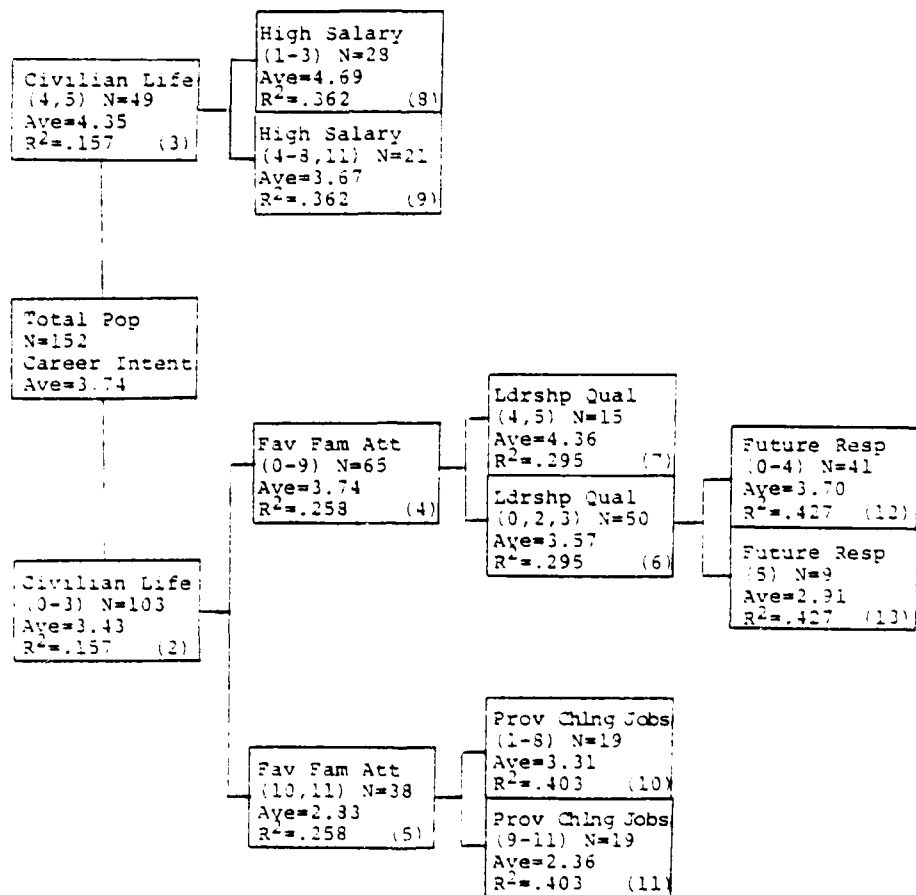 High Salary
(1-3) N=28
Ave=4.69
R²=.362 (8)
High Salary
(4-8,11) N=21
Ave=3.67
R²=.362 (9)
Civilian Life
(4,5) N=49
Ave=4.35
R²=.157 (3)
Total Pop
N=152
Career Intent
Ave=3.74
Civilian Life
(0-3) N=103
Ave=3.43
R²=.157 (2)
Fav Fam Att
(0-9) N=65
Ave=3.74
R²=.258 (4)
Ldrshp Qual
(4,5) N=15
Ave=4.36
R²=.295 (7)
Ldrshp Qual
(0,2,3) N=50
Ave=3.57
R²=.295 (6)
Future Resp
(0-4) N=41
Ave=3.70
R²=.427 (12)
Future Resp
(5) N=9
Ave=2.91
R²=.427 (13)
Fav Fam Att
(10,11) N=38
Ave=2.83
R²=.258 (5)
Prov Chlng Jobs
(1-8) N=19
Ave=3.31
R²=.403 (10)
Prov Chlng Jobs
(9-11) N=19
Ave=2.36
R²=.403 (11)